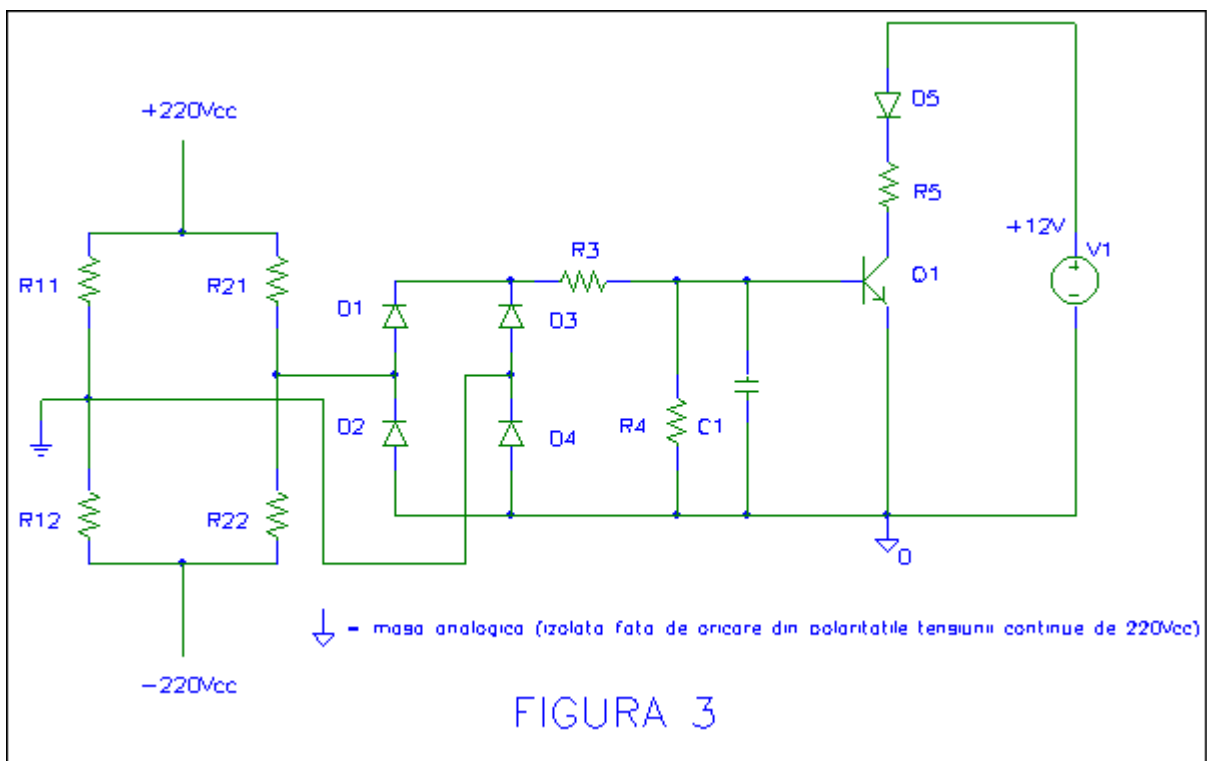 +220Vcc
D5
R5
+12V
V1
R3
Q1
R11
R21
D1
D3
D2
D4
R4
C1
R12
R22
0
= masa analogica (izolata fata de oricare din polaritatile tensiunii continue de 220Vcc)
-220Vcc
FIGURA 3